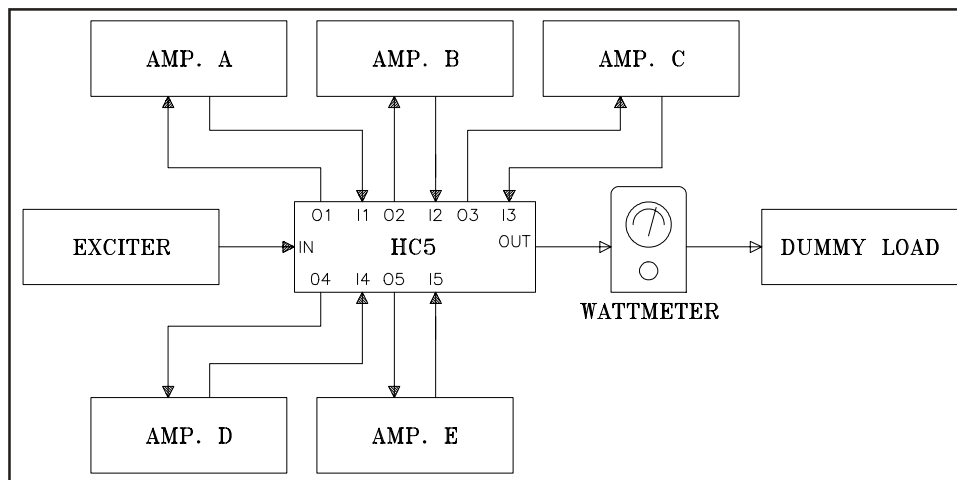 AMP. A
AMP. B
AMP. C
O1 I1 O2 I2 O3 I3
EXCITER
IN
HC5
OUT
DUMMY LOAD
O4 I4 O5 I5
WATTMETER
AMP. D
AMP. E